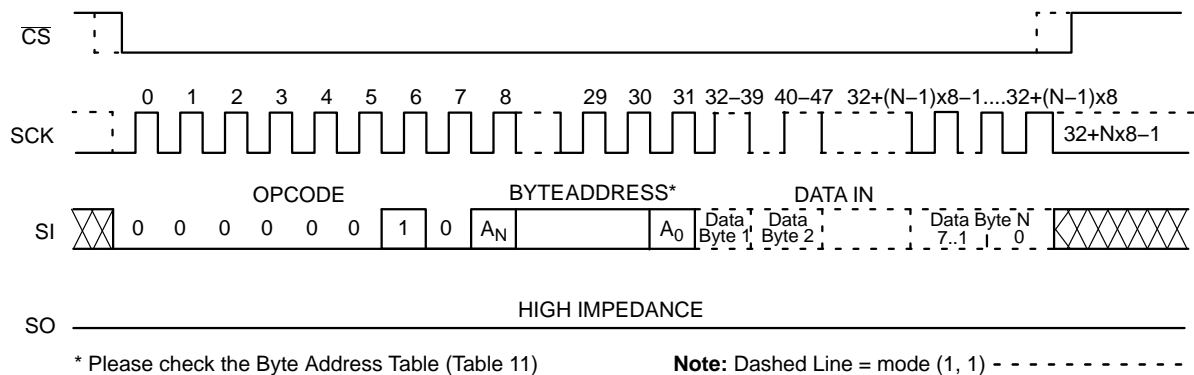 CS
0 1 2 3 4 5 6 7 8 29 30 31 32–39 40–47 32+(N–1)x8–1....32+(N–1)x8
SCK
32+Nx8–1
OPCODE BYTEADDRESS* DATA IN
SI 0 0 0 0 0 0 1 0 AN A0 Data Byte 1 Data Byte 2 Data Byte N 7..1 0
HIGH IMPEDANCE
SO
* Please check the Byte Address Table (Table 11) Note: Dashed Line = mode (1, 1)